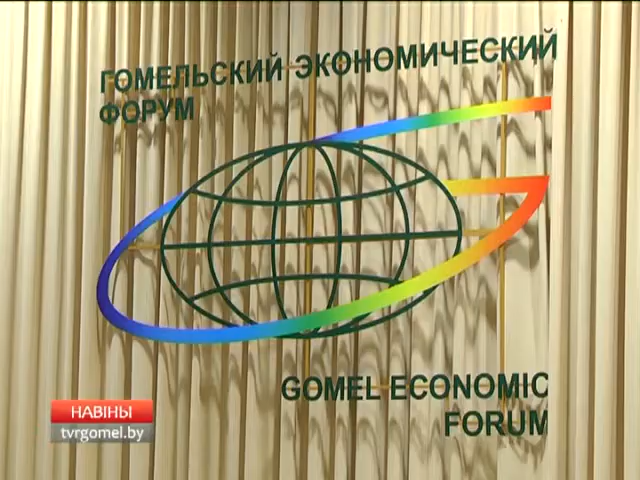 ГОМЕЛЬСКИЙ ЭКОНОМИЧЕСКИЙ
ФОРУМ
GOMEL ECONOMIC
FORUM
НАВІНЫ
tvrgomel.by